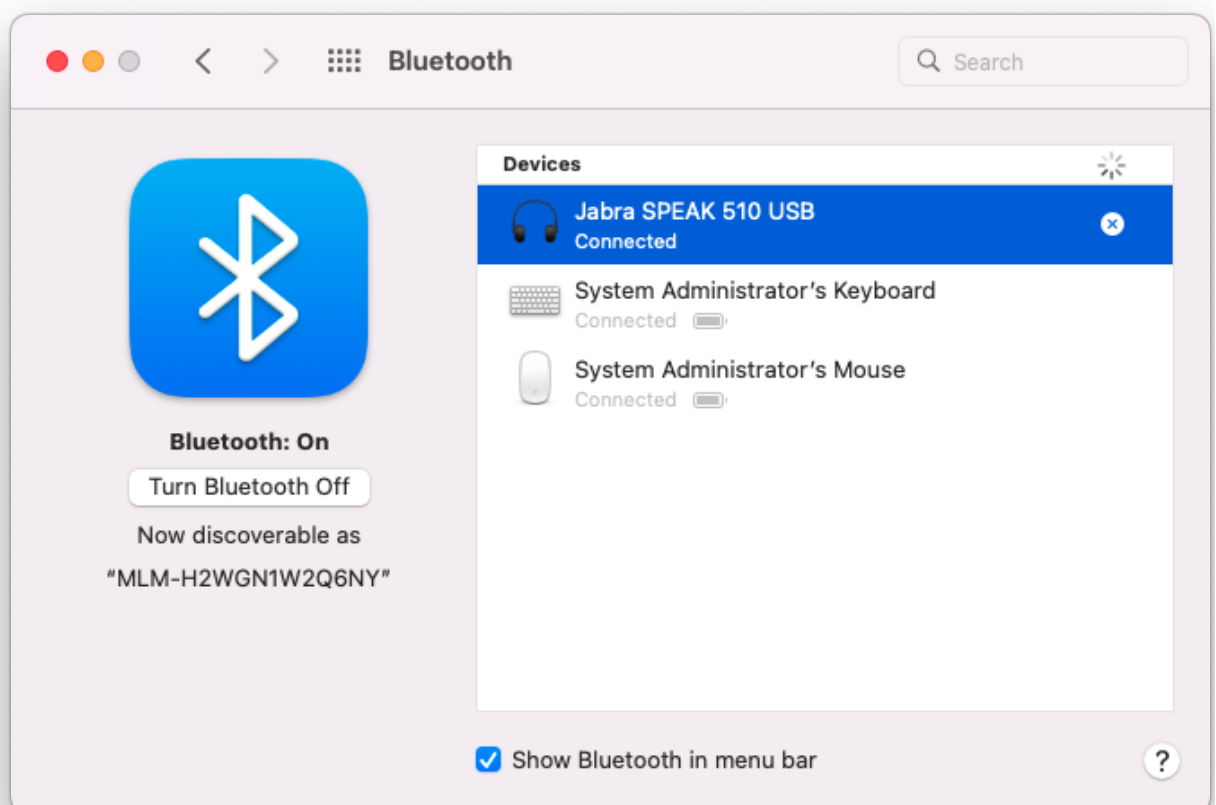 Bluetooth
Search
Bluetooth: On
Turn Bluetooth Off
Now discoverable as
“MLM-H2WGN1W2Q6NY”
Devices
Jabra SPEAK 510 USB
Connected
System Administrator’s Keyboard
Connected
System Administrator’s Mouse
Connected
Show Bluetooth in menu bar
?